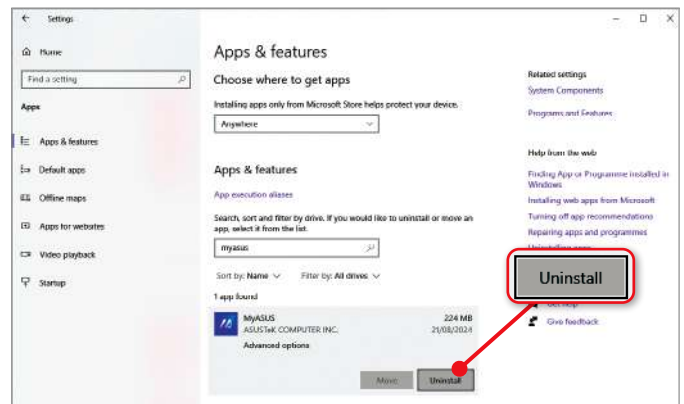 Settings
Home
Find a setting
Apps
Apps & features
Default apps
Offline maps
Apps for websites
Video playback
Startup
Apps & features
Choose where to get apps
Installing apps only from Microsoft Store helps protect your device.
Anywhere
Apps & features
App execution aliases
Search, sort and filter by drive. If you would like to uninstall or move an
app, select it from the list.
myasus
Sort by: Name
Filter by: All drives
1 app found
MyASUS
224 MB
ASUSTeK COMPUTER INC.
21/08/2024
Advanced options
Move
Uninstall
Related settings
System Components
Programs and Features
Help from the web
Finding App or Programme installed in
Windows
Installing web apps from Microsoft
Turning off app recommendations
Repairing apps and programmes
Uninstall
Give feedback